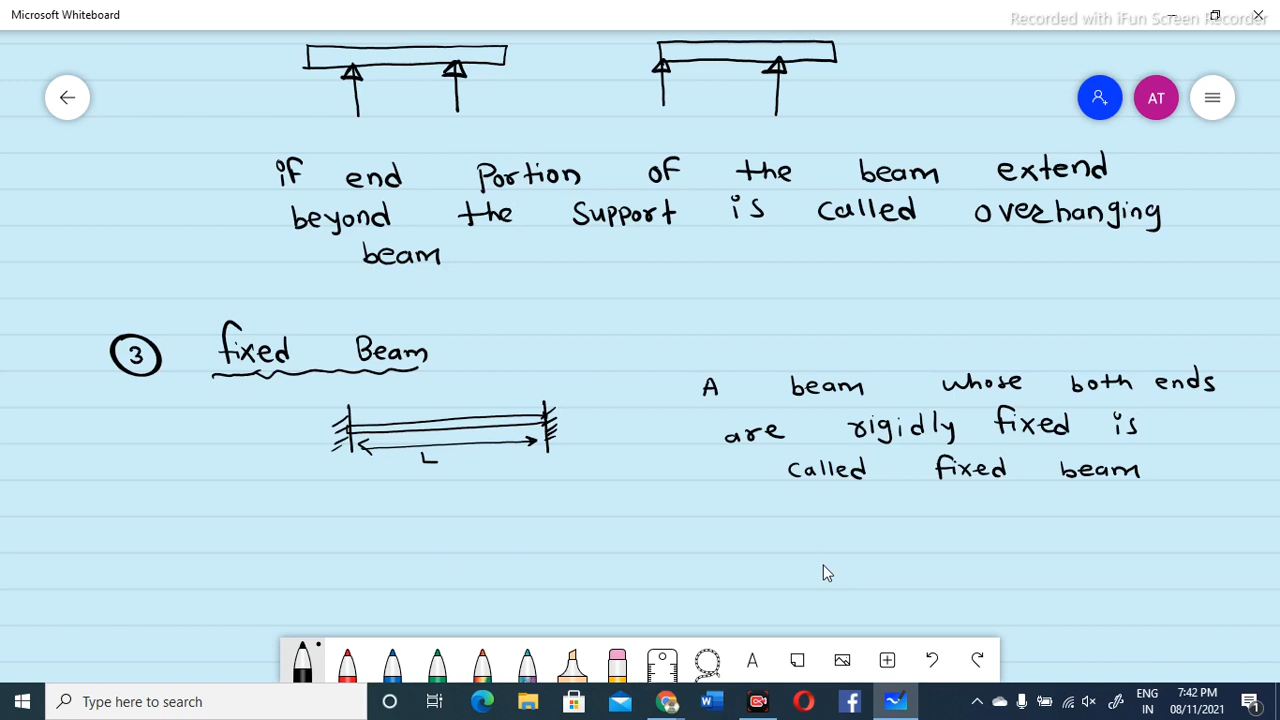 Microsoft Whiteboard
Recorded with iFun Screen Recorder
AT
if end portion of the beam extend
beyond the support is called overhanging
beam
3 fixed Beam
L
A beam whose both ends
are rigidly fixed is
called fixed beam
A
Type here to search
ENG
IN
7:42 PM
08/11/2021
1